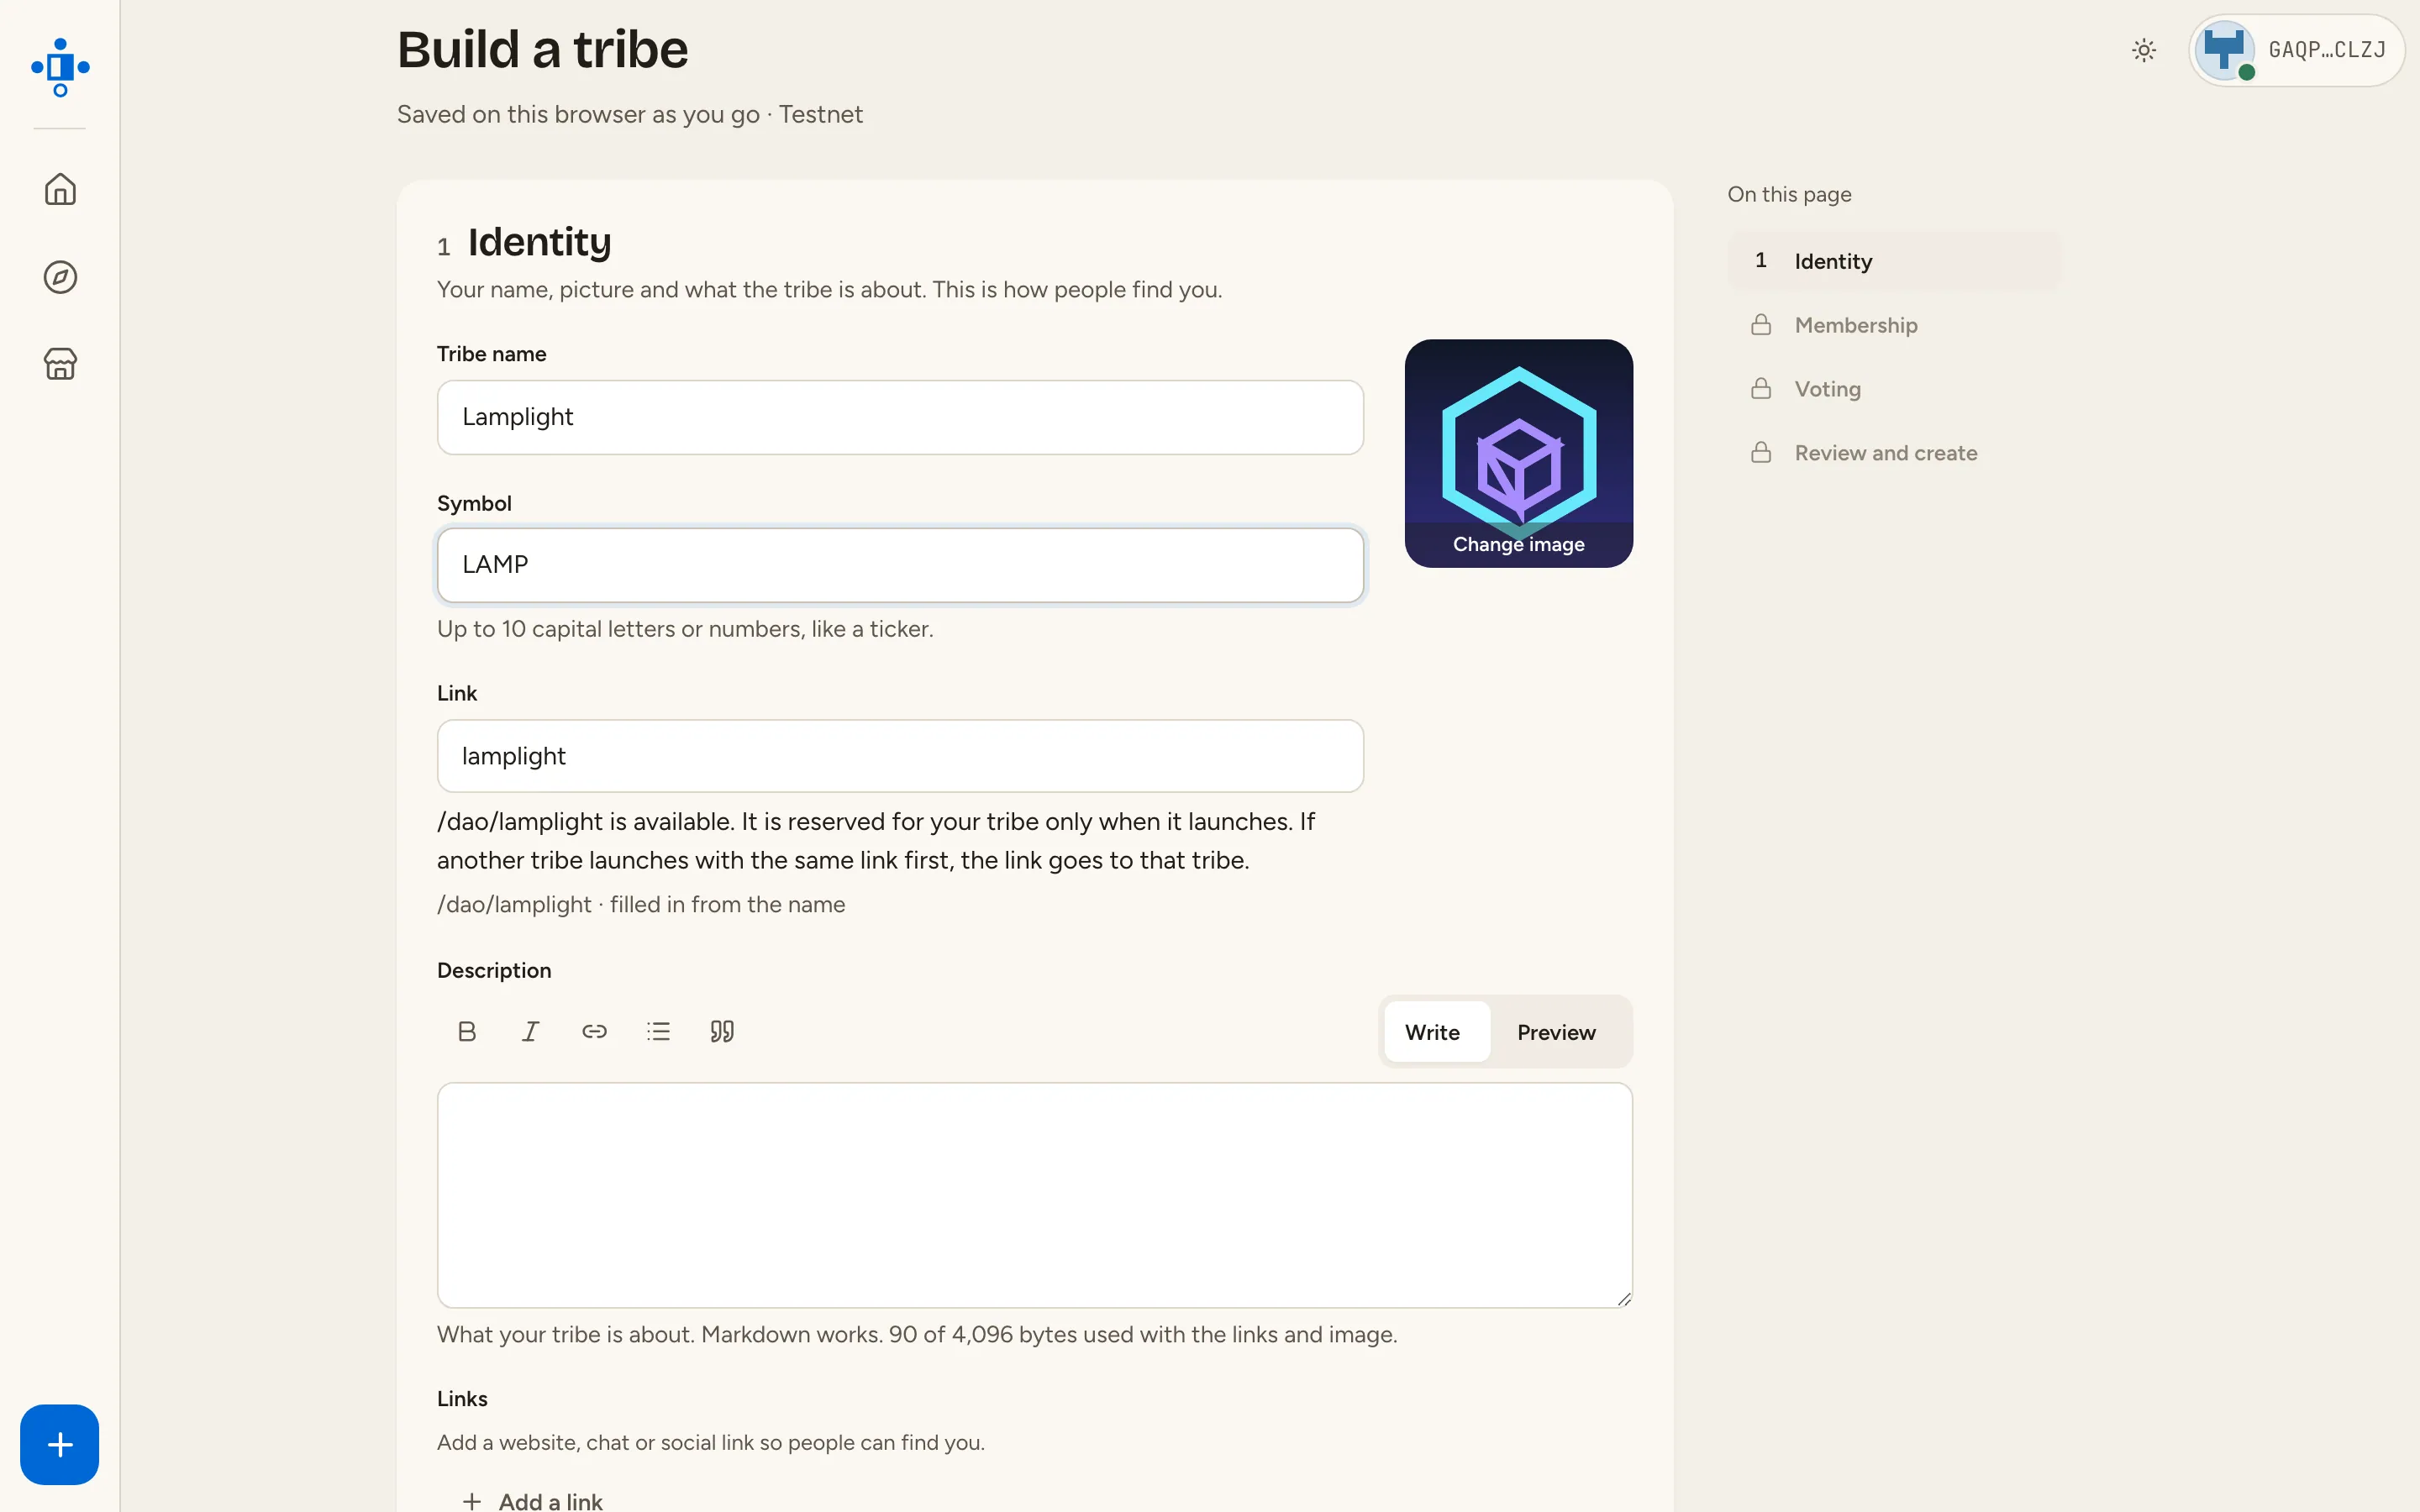 Build a tribe
GAQP...CLZJ
Saved on this browser as you go · Testnet
On this page
1 Identity
Your name, picture and what the tribe is about. This is how people find you.
1 Identity
Membership
Voting
Review and create
Tribe name
Lamplight
Change image
Symbol
LAMP
Up to 10 capital letters or numbers, like a ticker.
Link
lamplight
/dao/lamplight is available. It is reserved for your tribe only when it launches. If
another tribe launches with the same link first, the link goes to that tribe.
/dao/lamplight · filled in from the name
Description
Write Preview
What your tribe is about. Markdown works. 90 of 4,096 bytes used with the links and image.
Links
Add a website, chat or social link so people can find you.
+ Add a link